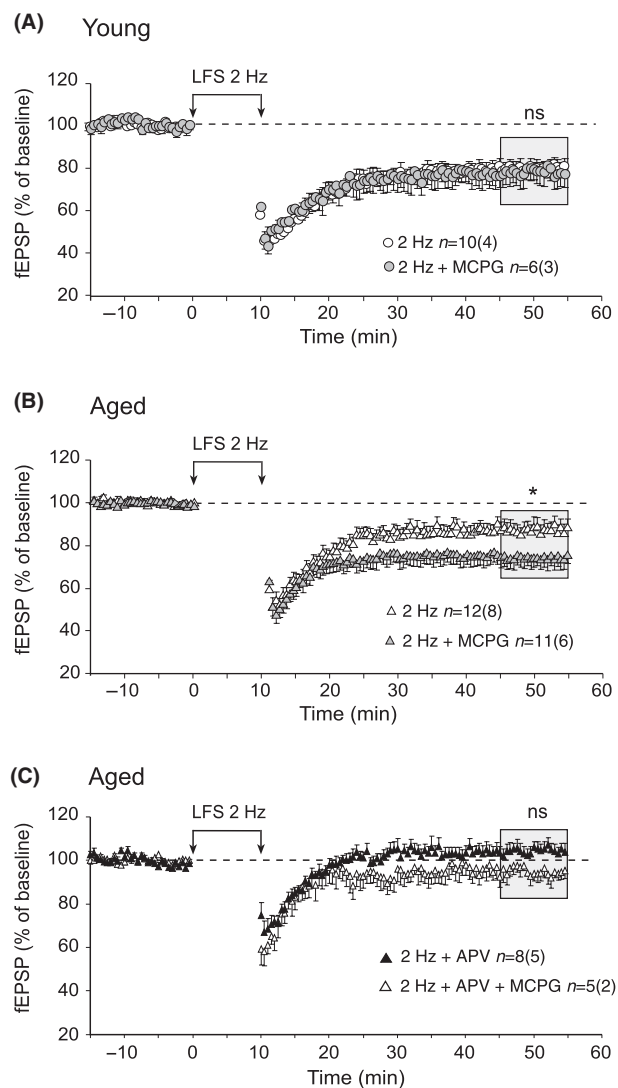 (A) Young
LFS 2 Hz
120
100
80
60
40
20
fEPSP (% of baseline)
ns
2 Hz n=10(4)
2 Hz + MCPG n=6(3)
–10 0 10 20 30 40 50 60
Time (min)
(B) Aged
LFS 2 Hz
120
100
80
60
40
20
fEPSP (% of baseline)
*
2 Hz n=12(8)
2 Hz + MCPG n=11(6)
–10 0 10 20 30 40 50 60
Time (min)
(C) Aged
LFS 2 Hz
120
100
80
60
40
20
fEPSP (% of baseline)
ns
2 Hz + APV n=8(5)
2 Hz + APV + MCPG n=5(2)
–10 0 10 20 30 40 50 60
Time (min)